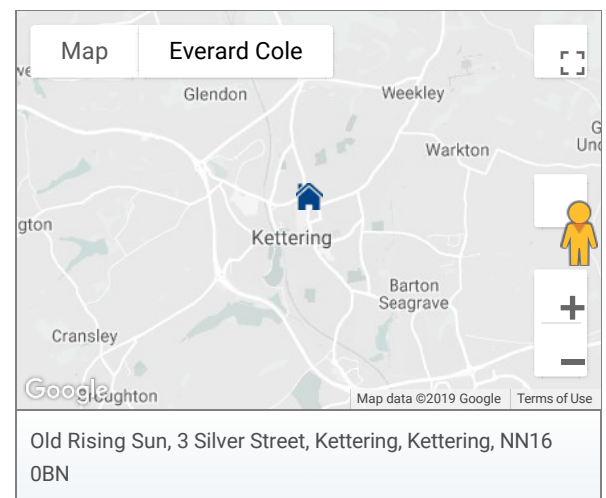 Map
Everard Cole
Glendon
Weekley
Warkton
gton
Kettering
Barton
Seagrave
Cransley
Google
Map data ©2019 Google
Terms of Use
Old Rising Sun, 3 Silver Street, Kettering, Kettering, NN16
0BN